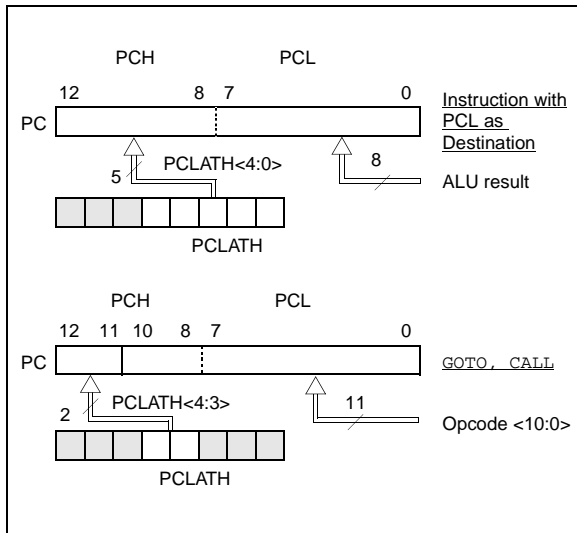 PCH PCL
12 8 7 0
PC
Instruction with
PCL as
Destination
5 PCLATH<4:0> 8
ALU result
PCLATH
PCH PCL
12 11 10 8 7 0
PC GOTO, CALL
2 PCLATH<4:3> 11
Opcode <10:0>
PCLATH